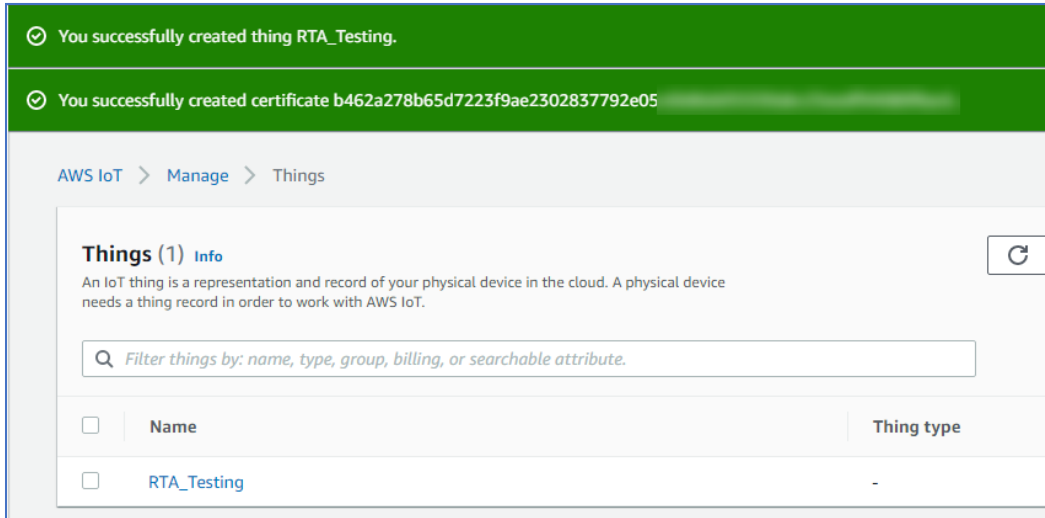 You successfully created thing RTA_Testing.
You successfully created certificate b462a278b65d7223f9ae2302837792e05
AWS IoT > Manage > Things
Things (1) Info
An IoT thing is a representation and record of your physical device in the cloud. A physical device
needs a thing record in order to work with AWS IoT.
Filter things by: name, type, group, billing, or searchable attribute.
Name Thing type
RTA_Testing -